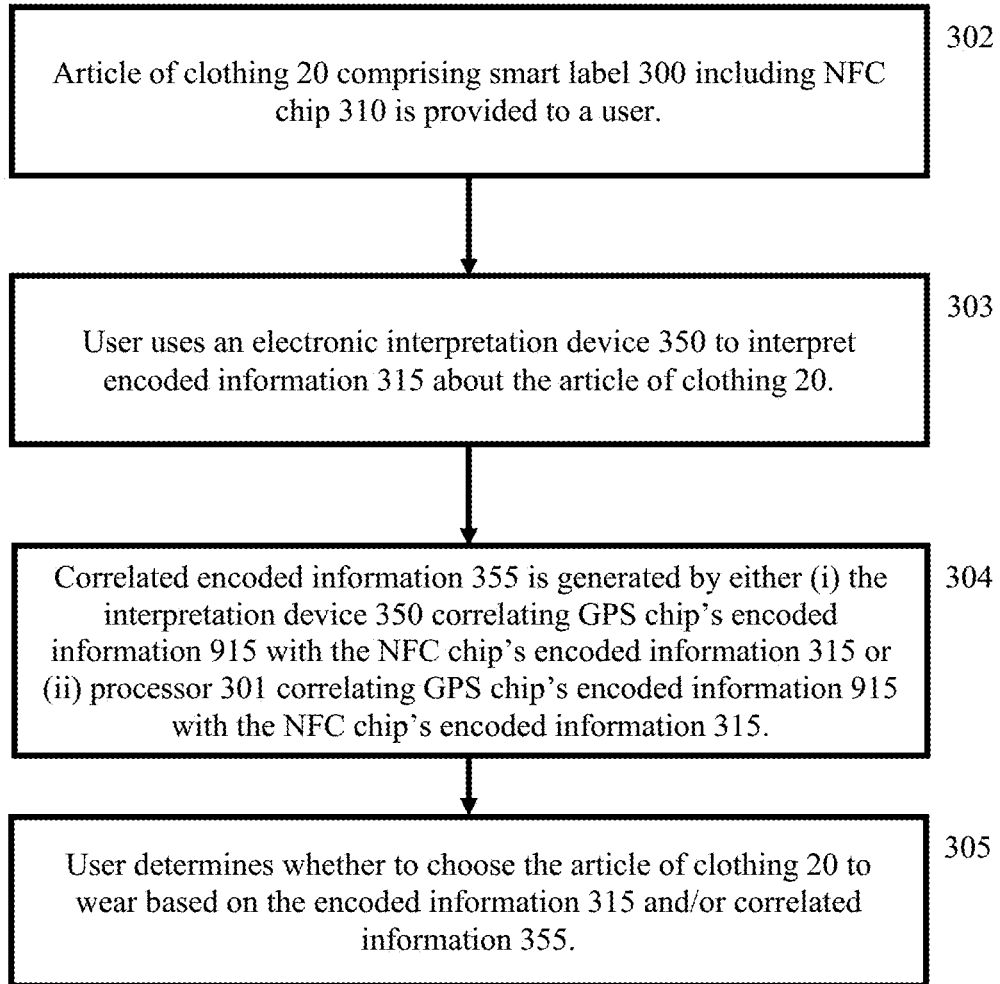 302
Article of clothing 20 comprising smart label 300 including NFC
chip 310 is provided to a user.
303
User uses an electronic interpretation device 350 to interpret
encoded information 315 about the article of clothing 20.
304
Correlated encoded information 355 is generated by either (i) the
interpretation device 350 correlating GPS chip's encoded
information 915 with the NFC chip's encoded information 315 or
(ii) processor 301 correlating GPS chip's encoded information 915
with the NFC chip's encoded information 315.
305
User determines whether to choose the article of clothing 20 to
wear based on the encoded information 315 and/or correlated
information 355.